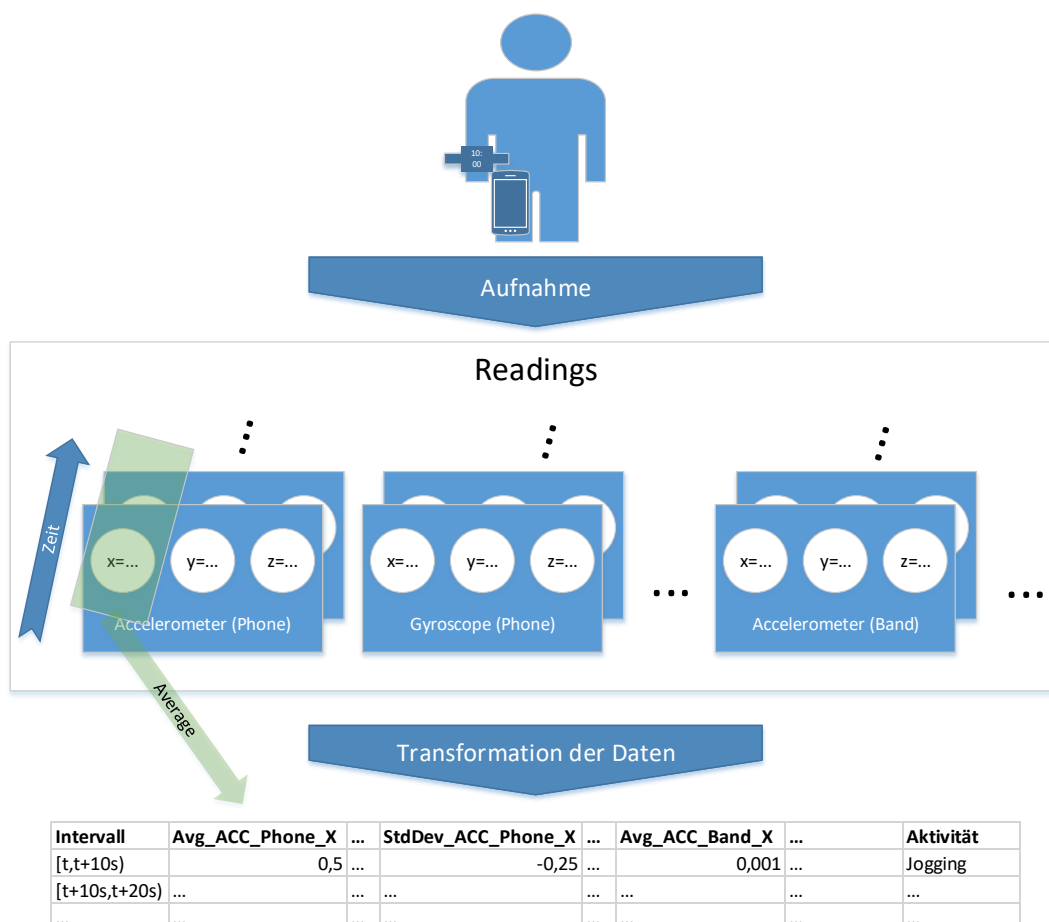 10:
00
Aufnahme
Readings
Zeit
x=... y=... z=...
Accelerometer (Phone)
x=... y=... z=...
Gyroscope (Phone)
...
x=... y=... z=...
Accelerometer (Band)
...
Average
Transformation der Daten
Intervall Avg_ACC_Phone_X ... StdDev_ACC_Phone_X ... Avg_ACC_Band_X ... Aktivität
[t,t+10s) 0,5 ... -0,25 ... 0,001 ... Jogging
[t+10s,t+20s) ... ... ... ... ... ... ...
... ... ... ... ... ... ... ...